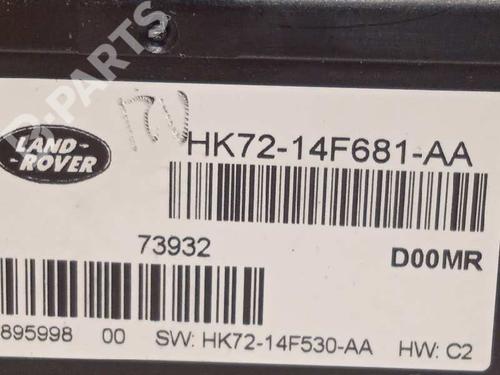 B-PARTS
LAND-
ROVER
HK72-14F681-AA
73932
D00MR
895998 00 SW: HK72-14F530-AA HW: C2